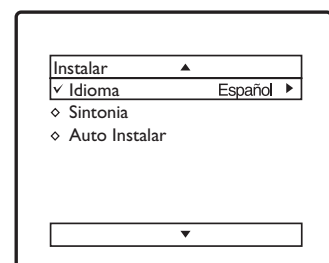 Instalar ▲
✓ Idioma Español ▶
◇ Sintonia
◇ Auto Instalar
▼